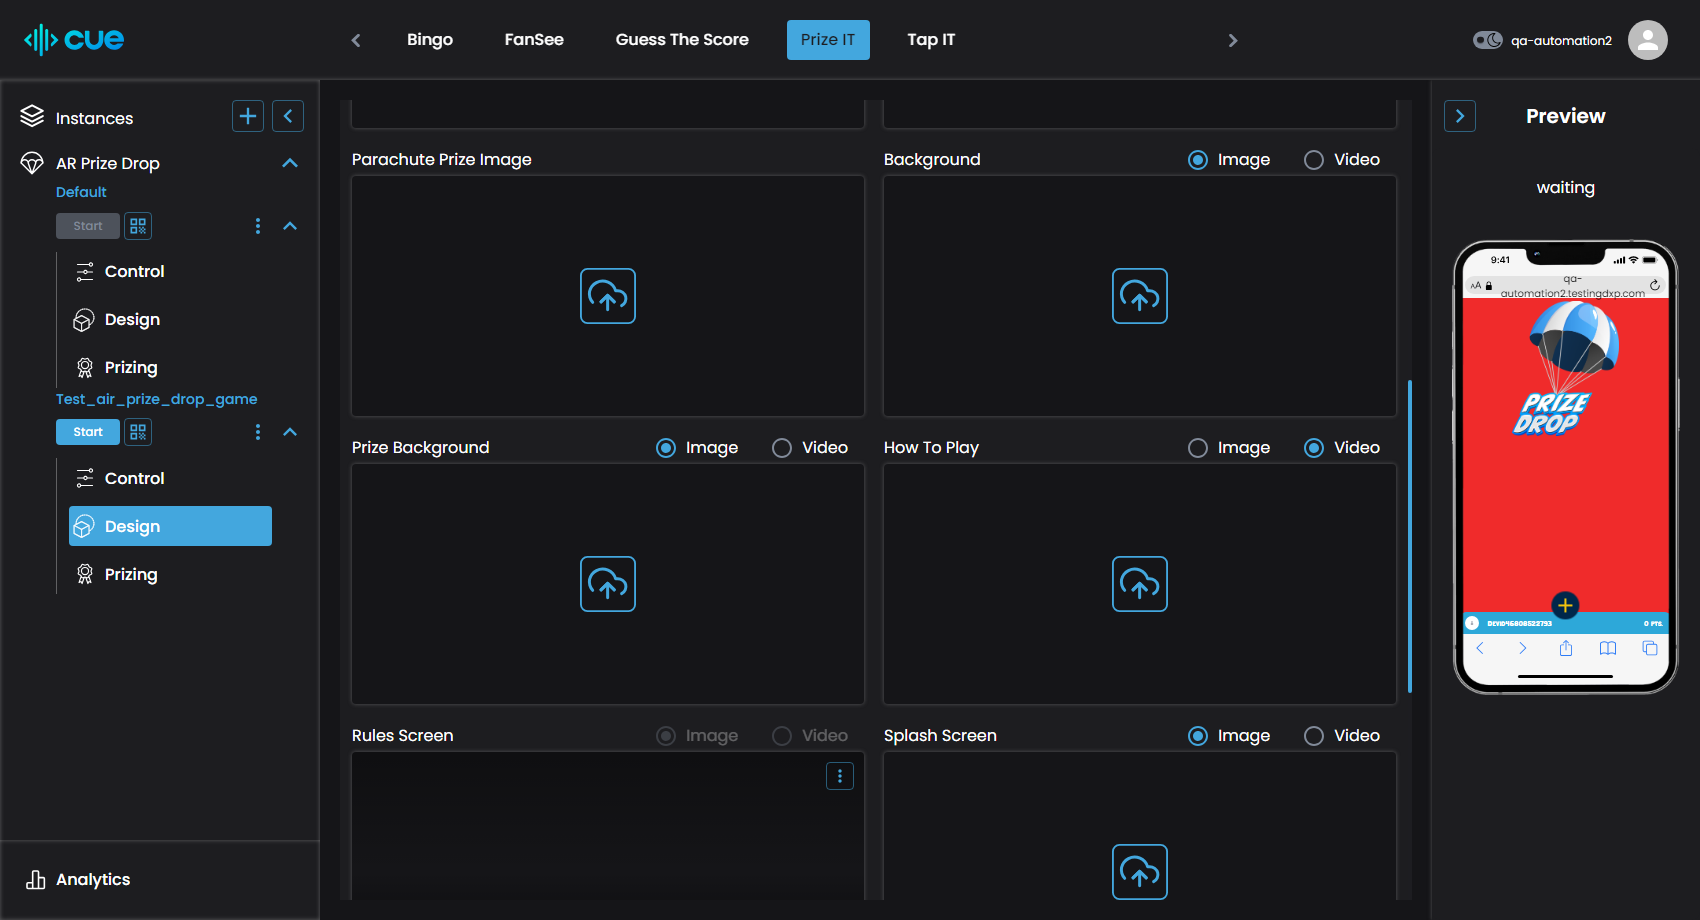 cue
Bingo
FanSee
Guess The Score
Prize IT
Tap IT
qa-automation2
Instances
AR Prize Drop
Default
Start
Control
Design
Prizing
Test_air_prize_drop_game
Start
Control
Design
Prizing
Analytics
Parachute Prize Image
Background
Image
Video
Prize Background
Image
Video
How To Play
Image
Video
Rules Screen
Image
Video
Splash Screen
Image
Video
Preview
waiting
9:41
AA
qa-
automation2.testingdxp.com
PRIZE
DROP
0 PTS.